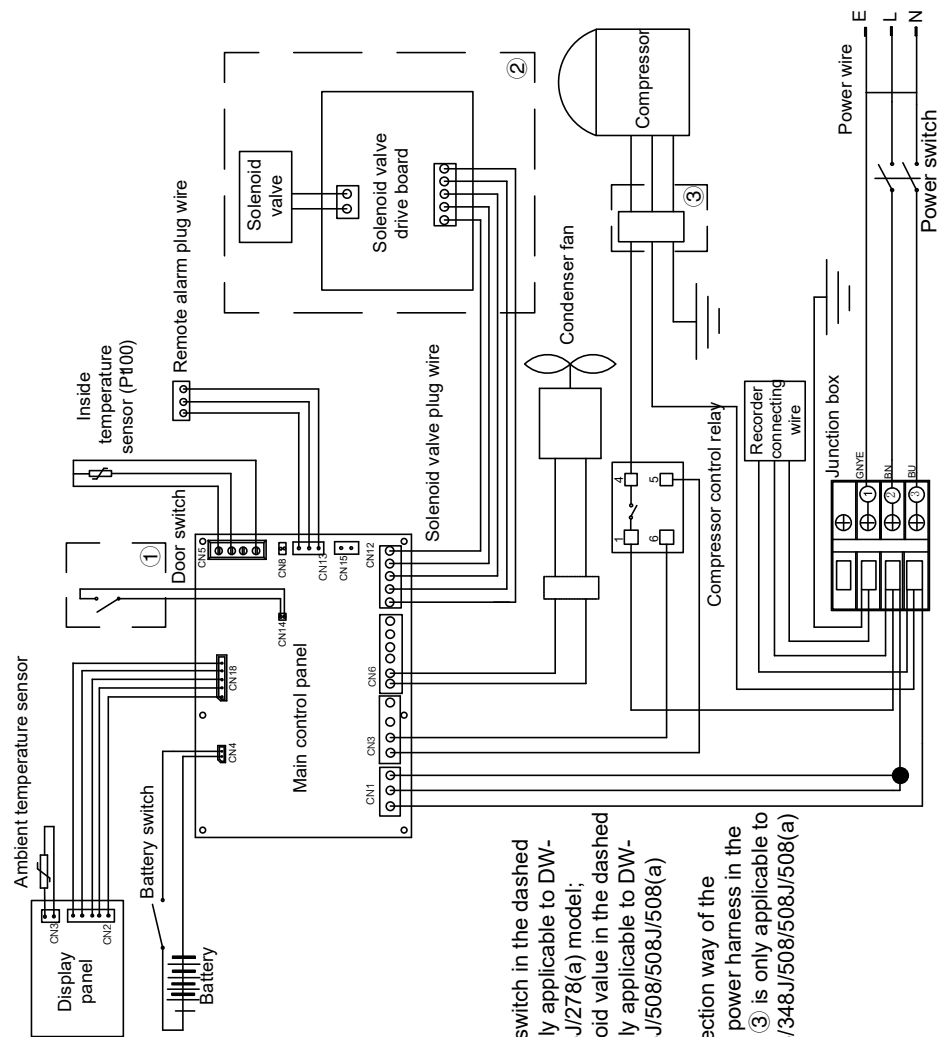 Ambient temperature sensor
CN3
Display
panel
CN2
Battery switch
Battery
CN4
CN18
Main control panel
CN14
①
Door switch
CN5
CN8
CN13
CN15
CN12
CN6
CN3
CN1
Inside
temperature
sensor (Pt100)
Remote alarm plug wire
Solenoid
valve
Solenoid valve
drive board
②
Solenoid valve plug wire
Condenser fan
Compressor
③
1
4
5
6
Compressor control relay
Recorder
connecting
wire
Junction box
GNYE
BN
BU
①
②
③
Power wire
E
L
N
Power switch
switch in the dashed
ly applicable to DW-
J/278(a) model;
oid value in the dashed
ly applicable to DW-
J/508/508J/508(a)
ection way of the
power harness in the
③ is only applicable to
/348J/508/508J/508(a)